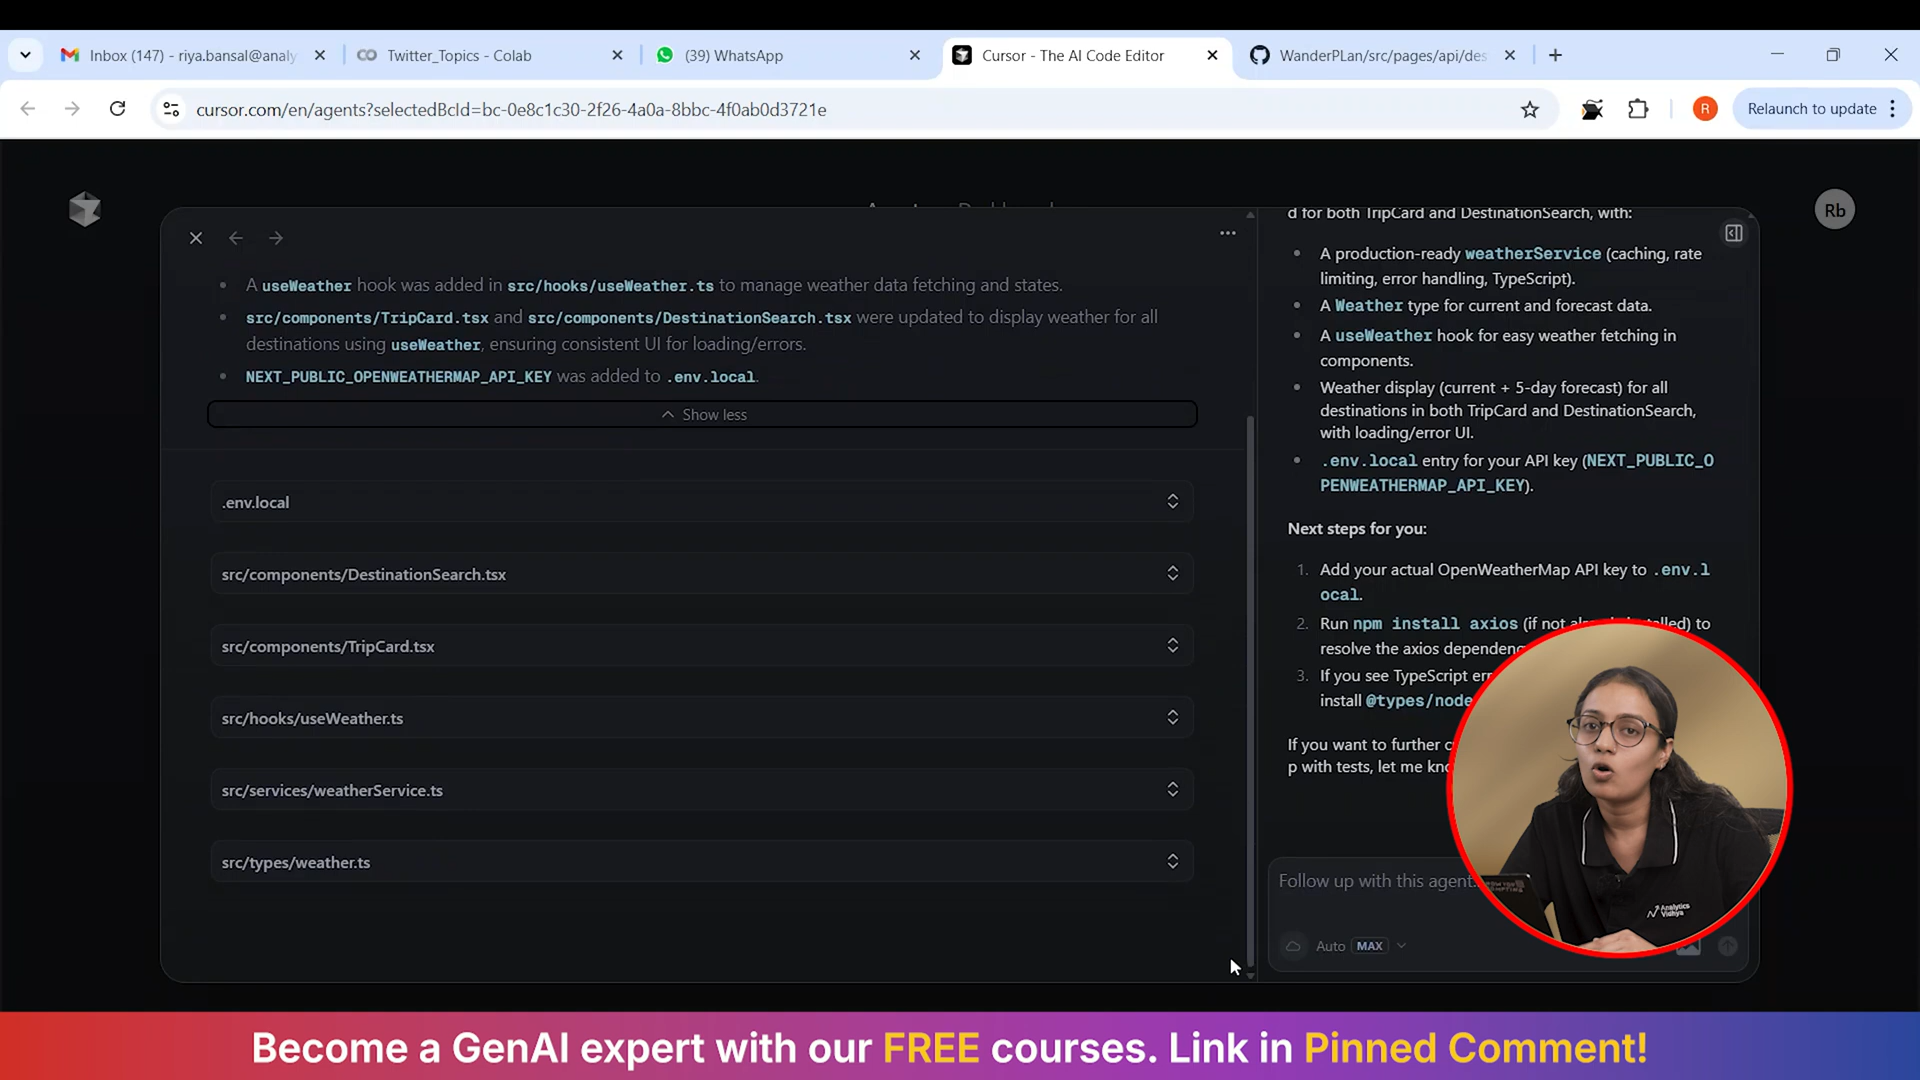 Inbox (147) - riya.bansal@analy
Twitter_Topics - Colab
(39) WhatsApp
Cursor - The AI Code Editor
WanderPLan/src/pages/api/des
cursor.com/en/agents?selectedBcId=bc-0e8c1c30-2f26-4a0a-8bbc-4f0ab0d3721e
R
Relaunch to update
Rb
A useWeather hook was added in src/hooks/useWeather.ts to manage weather data fetching and states.
src/components/TripCard.tsx and src/components/DestinationSearch.tsx were updated to display weather for all
destinations using useWeather, ensuring consistent UI for loading/errors.
NEXT_PUBLIC_OPENWEATHERMAP_API_KEY was added to .env.local.
Show less
.env.local
src/components/DestinationSearch.tsx
src/components/TripCard.tsx
src/hooks/useWeather.ts
src/services/weatherService.ts
src/types/weather.ts
d for both TripCard and DestinationSearch, with:
A production-ready weatherService (caching, rate
limiting, error handling, TypeScript).
A Weather type for current and forecast data.
A useWeather hook for easy weather fetching in
components.
Weather display (current + 5-day forecast) for all
destinations in both TripCard and DestinationSearch,
with loading/error UI.
.env.local entry for your API key (NEXT_PUBLIC_O
PENWEATHERMAP_API_KEY).
Next steps for you:
1. Add your actual OpenWeatherMap API key to .env.l
ocal.
2. Run npm install axios (if not already installed) to
resolve the axios dependenc
3. If you see TypeScript err
install @types/node
If you want to further c
p with tests, let me kno
Follow up with this agent
Auto MAX
Analytics
Vidhya
Become a GenAI expert with our FREE courses. Link in Pinned Comment!